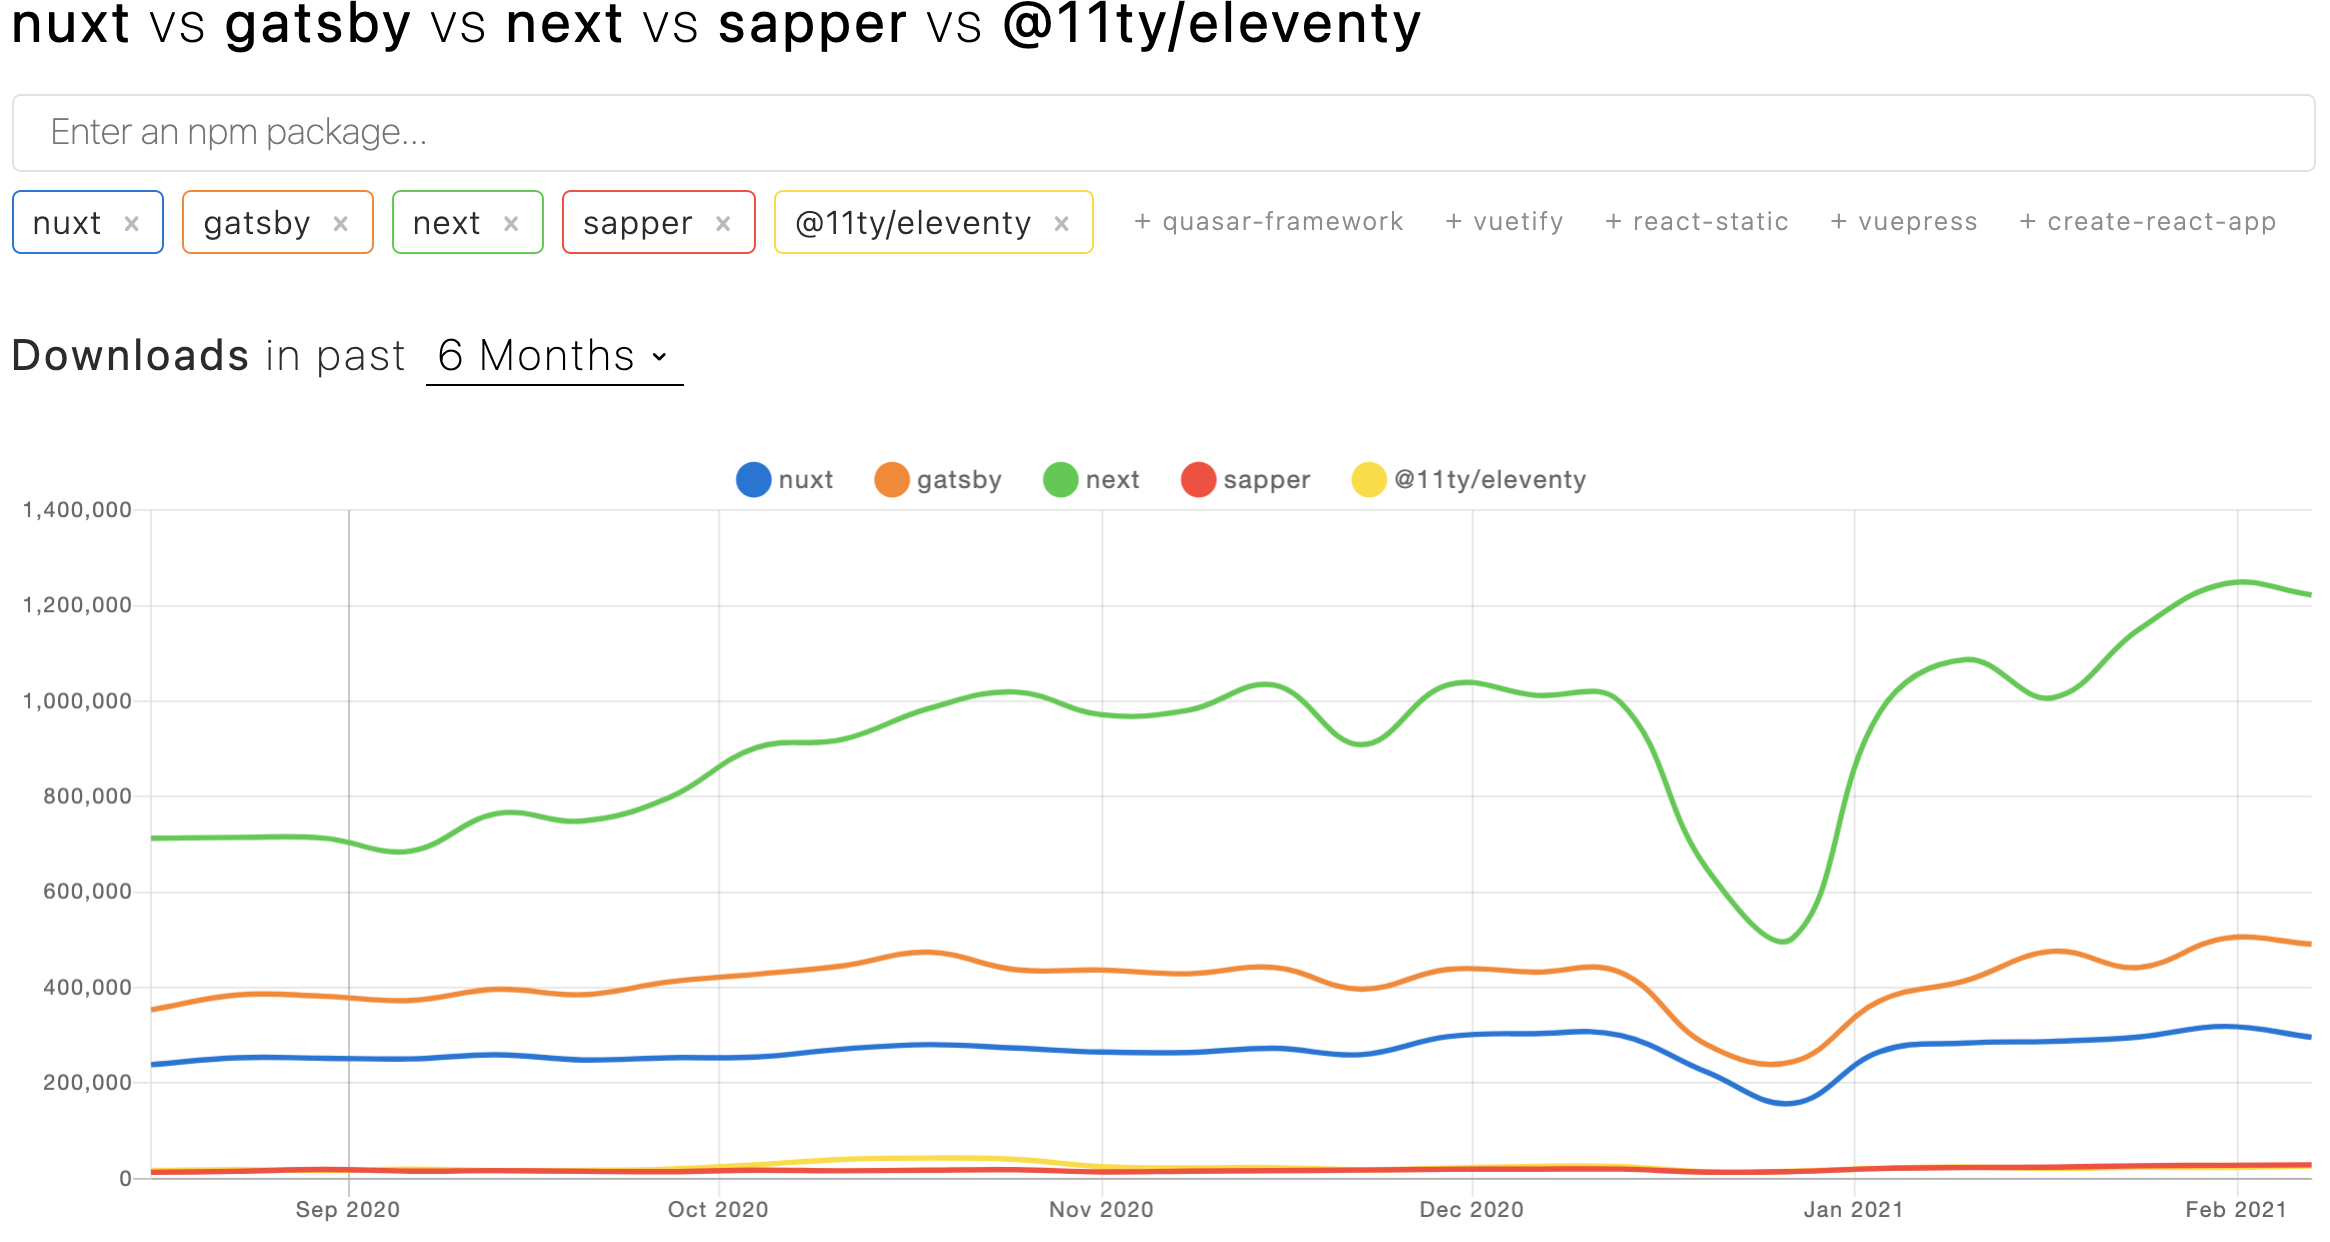 nuxt vs gatsby vs next vs sapper vs @11ty/eleventy
Enter an npm package...
nuxt × gatsby × next × sapper × @11ty/eleventy × + quasar-framework + vuetify + react-static + vuepress + create-react-app
Downloads in past 6 Months
nuxt gatsby next sapper @11ty/eleventy
1,400,000
1,200,000
1,000,000
800,000
600,000
400,000
200,000
0
Sep 2020 Oct 2020 Nov 2020 Dec 2020 Jan 2021 Feb 2021